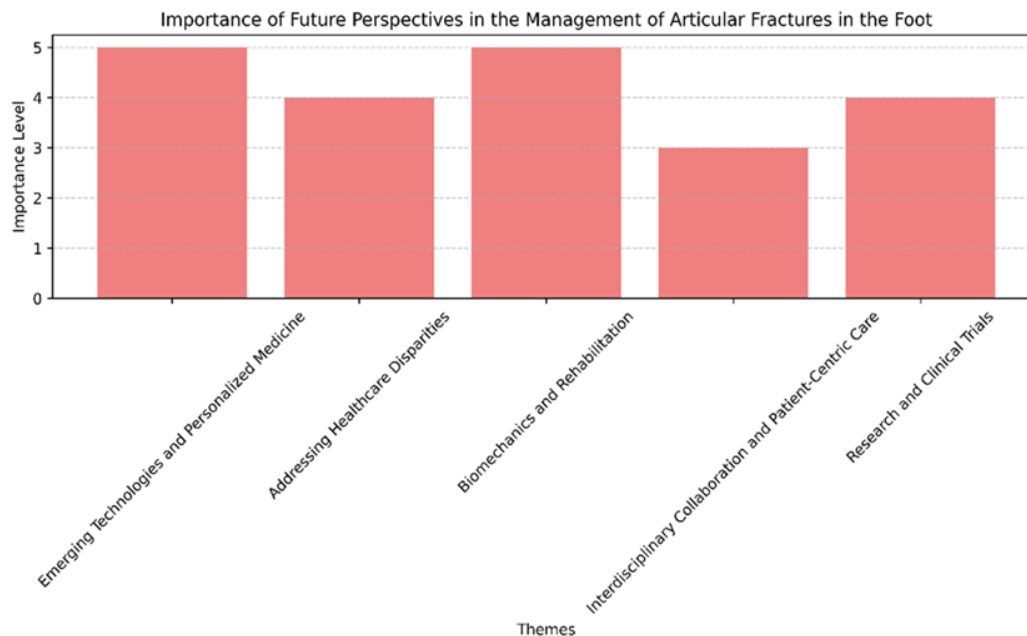 Importance of Future Perspectives in the Management of Articular Fractures in the Foot
Importance Level
5
4
3
2
1
0
Emerging Technologies and Personalized Medicine
Addressing Healthcare Disparities
Biomechanics and Rehabilitation
Interdisciplinary Collaboration and Patient-Centric Care
Research and Clinical Trials
Themes